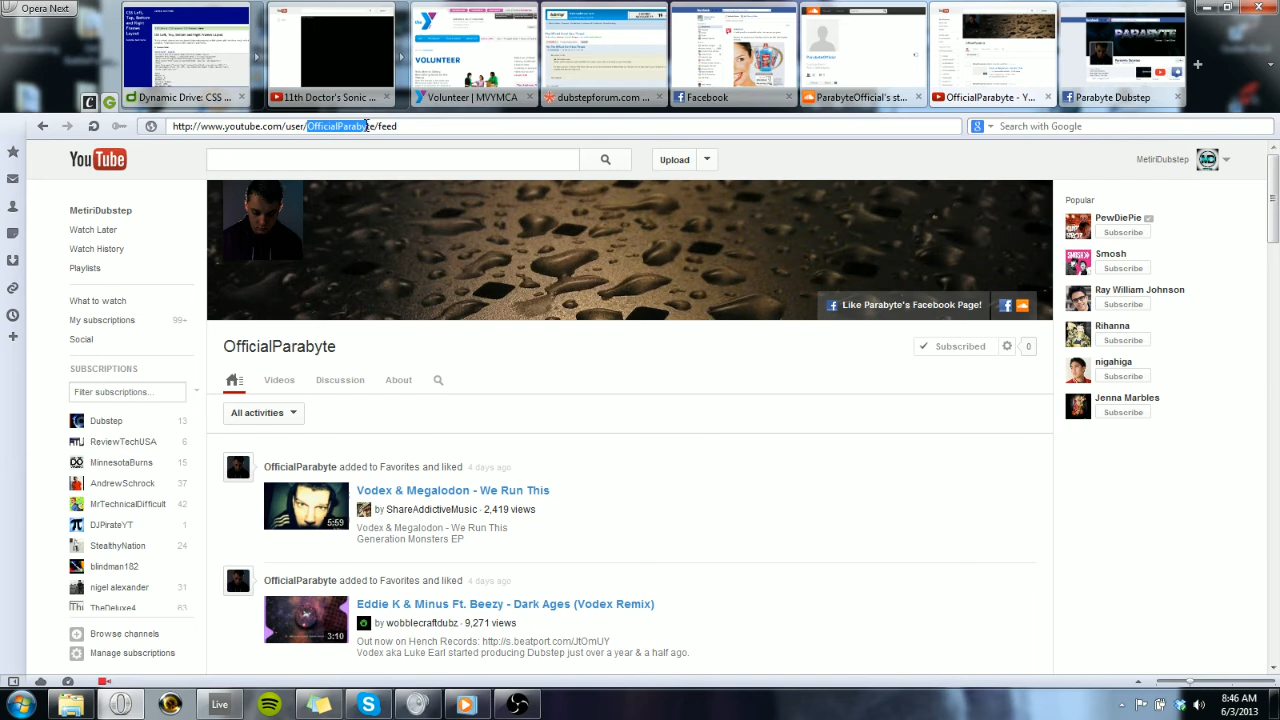 Opera Next
Dynamic Drive: CSS
Volunteer | MVYMCA
dubstepforum.com
Facebook
ParabyteOfficial's st
OfficialParabyte - Y
Parabyte Dubstep
http://www.youtube.com/user/OfficialParabyte/feed
Search with Google
YouTube
Upload
MetiriDubstep
MetiriDubstep
Watch Later
Watch History
Playlists
What to watch
My subscriptions 99+
Social
SUBSCRIPTIONS
Filter subscriptions...
Dubstep 13
ReviewTechUSA 6
MinnesotaBurns 15
AndrewSchrock 37
MrTechnicalDifficult 42
DJPirateYT 1
StealthyNation 24
blindman182
nigel alexander 31
TheDeluxe4 63
Browse channels
Manage subscriptions
Like Parabyte's Facebook Page!
OfficialParabyte
Subscribed 0
Videos Discussion About
All activities
OfficialParabyte added to Favorites and liked 4 days ago
Vodex & Megalodon - We Run This
by ShareAddictiveMusic · 2,419 views
Vodex & Megalodon - We Run This
Generation Monsters EP
5:59
OfficialParabyte added to Favorites and liked 4 days ago
Eddie K & Minus Ft. Beezy - Dark Ages (Vodex Remix)
by wobblecraftdubz · 9,271 views
Out now on Hench Records: http://s.beatport.com/JtOmUY
Vodex aka Luke Earl started producing Dubstep just over a year & a half ago.
3:10
Popular
PewDiePie
Subscribe
Smosh
Subscribe
Ray William Johnson
Subscribe
Rihanna
Subscribe
nigahiga
Subscribe
Jenna Marbles
Subscribe
Live
8:46 AM
6/3/2013